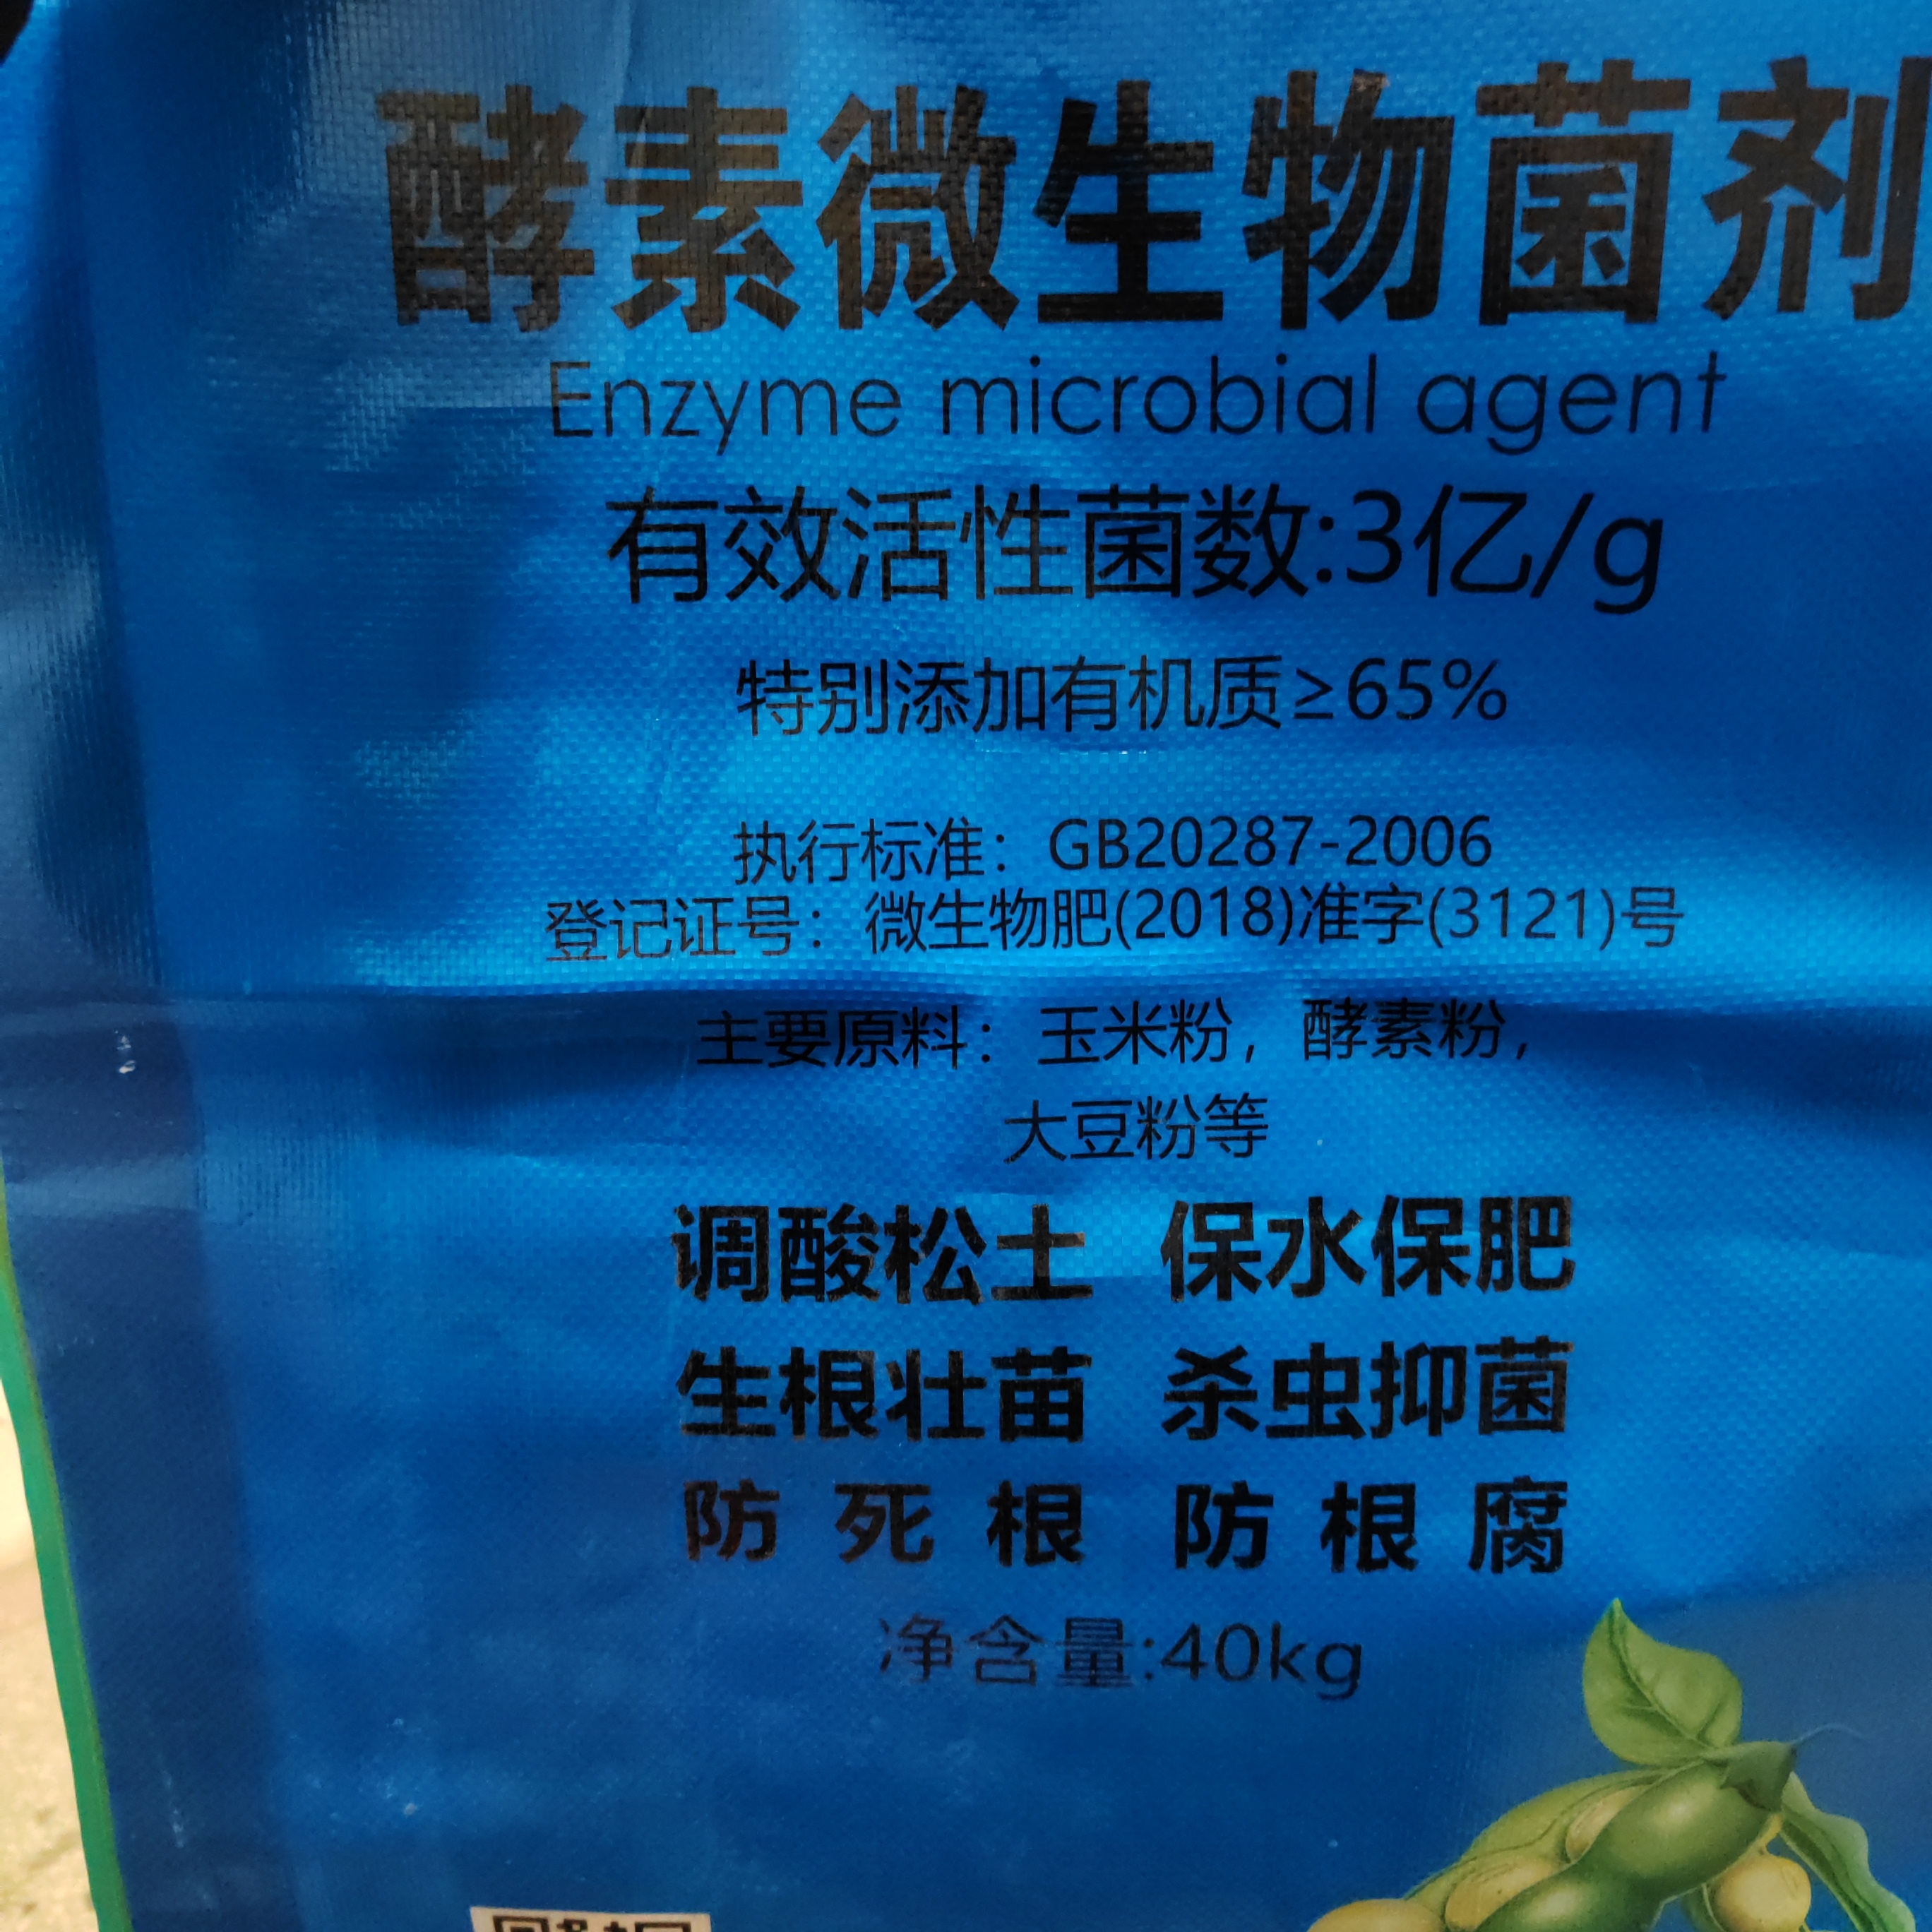 酵素微生物菌剂
Enzyme microbial agent
有效活性菌数:3亿/g
特别添加有机质≥65%
执行标准：GB20287-2006
登记证号：微生物肥(2018)准字(3121)号
主要原料：玉米粉，酵素粉，
大豆粉等
调酸松土 保水保肥
生根壮苗 杀虫抑菌
防死根 防根腐
净含量:40kg